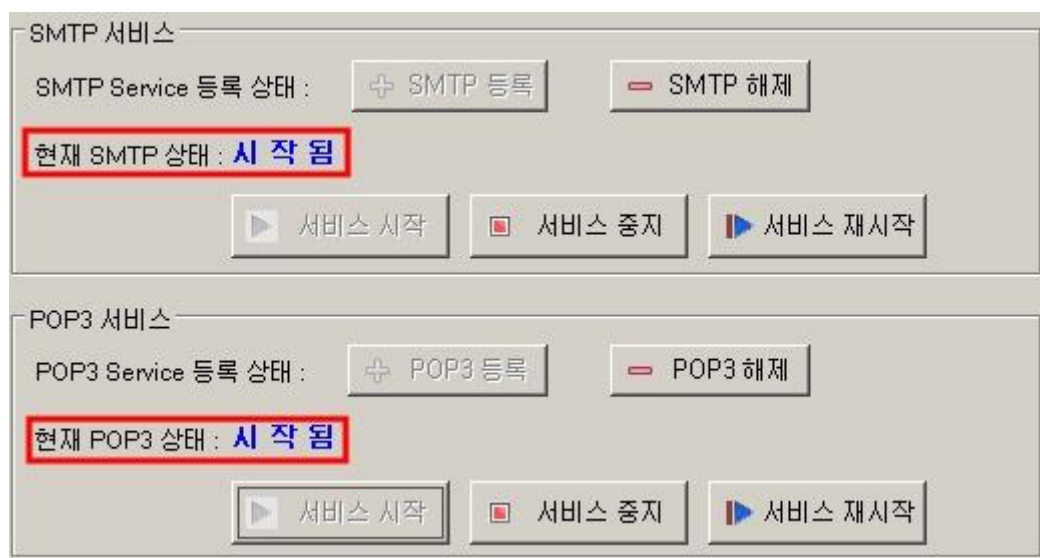 SMTP 서비스
SMTP Service 등록 상태 : SMTP 등록 SMTP 해제
현재 SMTP 상태 : 시 작 됨
서비스 시작 서비스 중지 서비스 재시작
POP3 서비스
POP3 Service 등록 상태 : POP3 등록 POP3 해제
현재 POP3 상태 : 시 작 됨
서비스 시작 서비스 중지 서비스 재시작